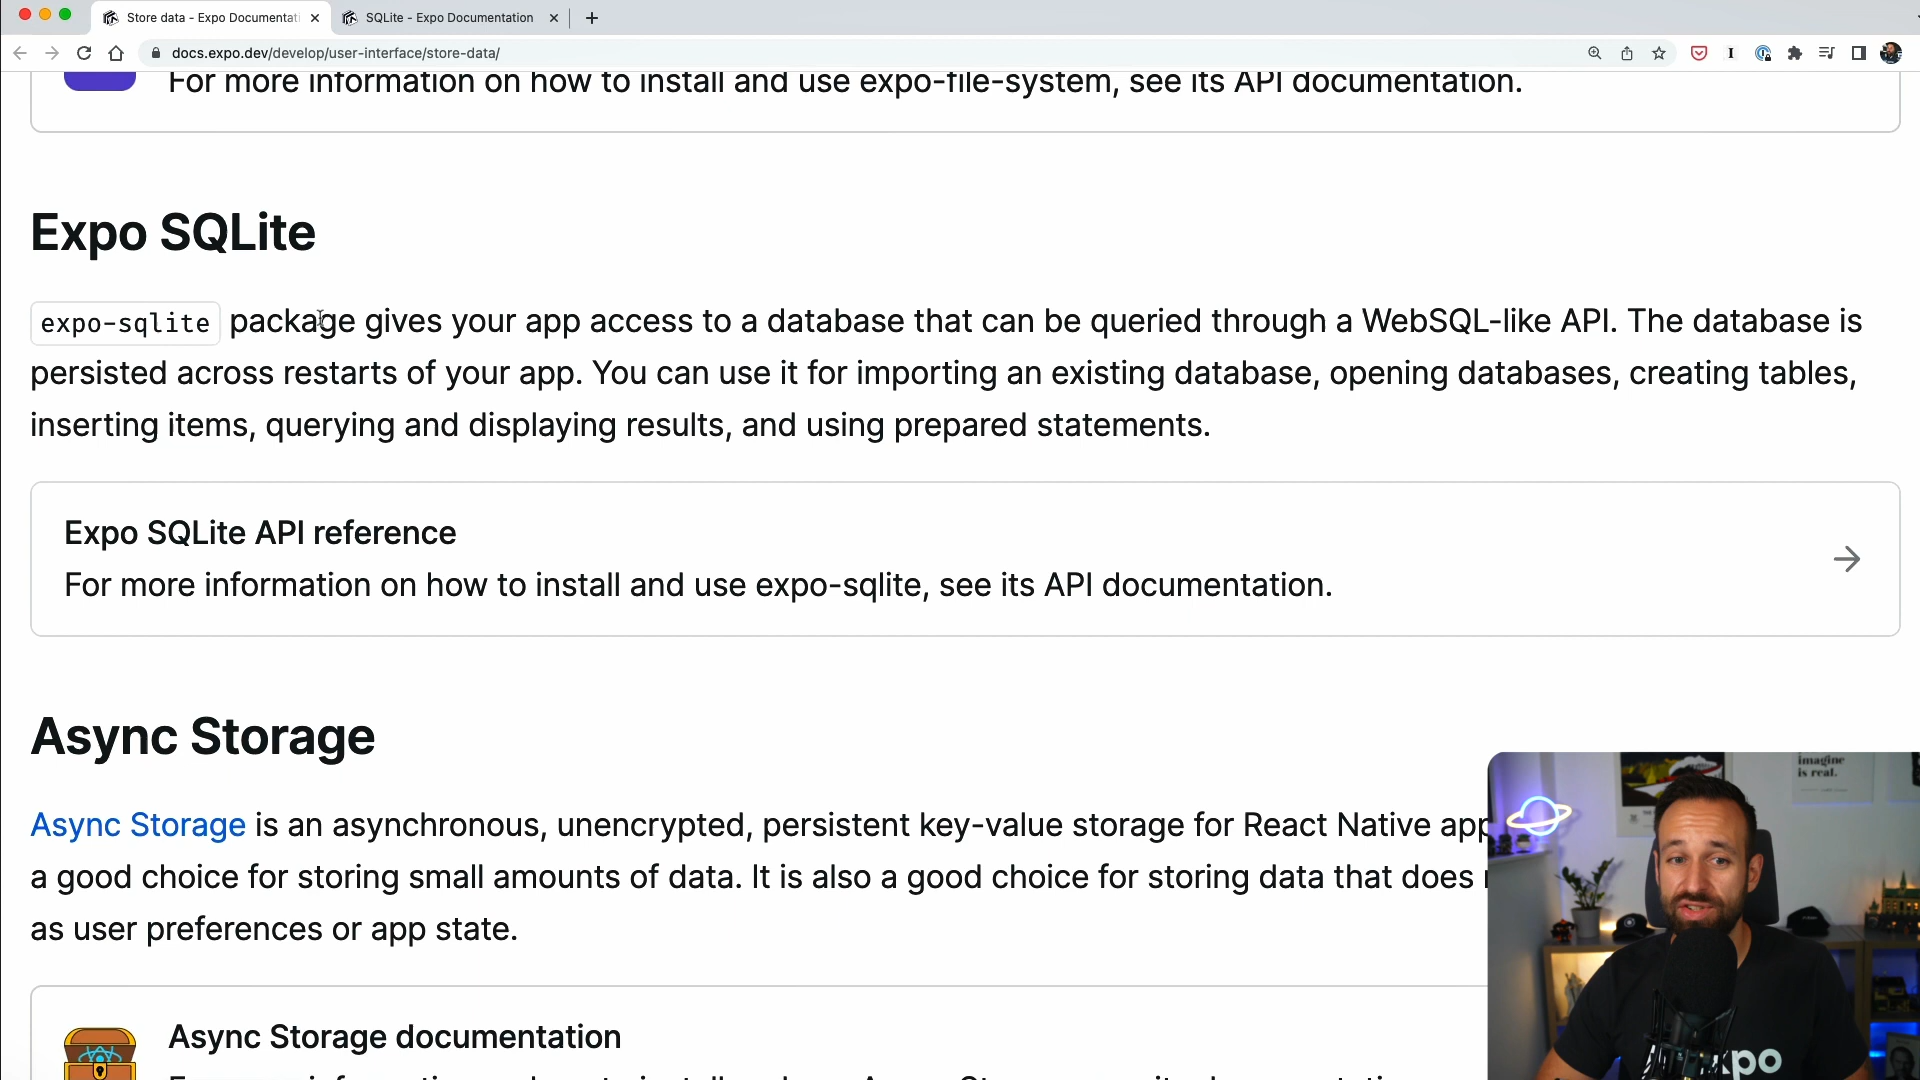 Store data - Expo Documentati
SQLite - Expo Documentation
docs.expo.dev/develop/user-interface/store-data/
For more information on how to install and use expo-file-system, see its API documentation.
Expo SQLite
expo-sqlite package gives your app access to a database that can be queried through a WebSQL-like API. The database is
persisted across restarts of your app. You can use it for importing an existing database, opening databases, creating tables,
inserting items, querying and displaying results, and using prepared statements.
Expo SQLite API reference
For more information on how to install and use expo-sqlite, see its API documentation.
Async Storage
Async Storage is an asynchronous, unencrypted, persistent key-value storage for React Native app
a good choice for storing small amounts of data. It is also a good choice for storing data that does
as user preferences or app state.
imagine
is real.
Async Storage documentation
xpo